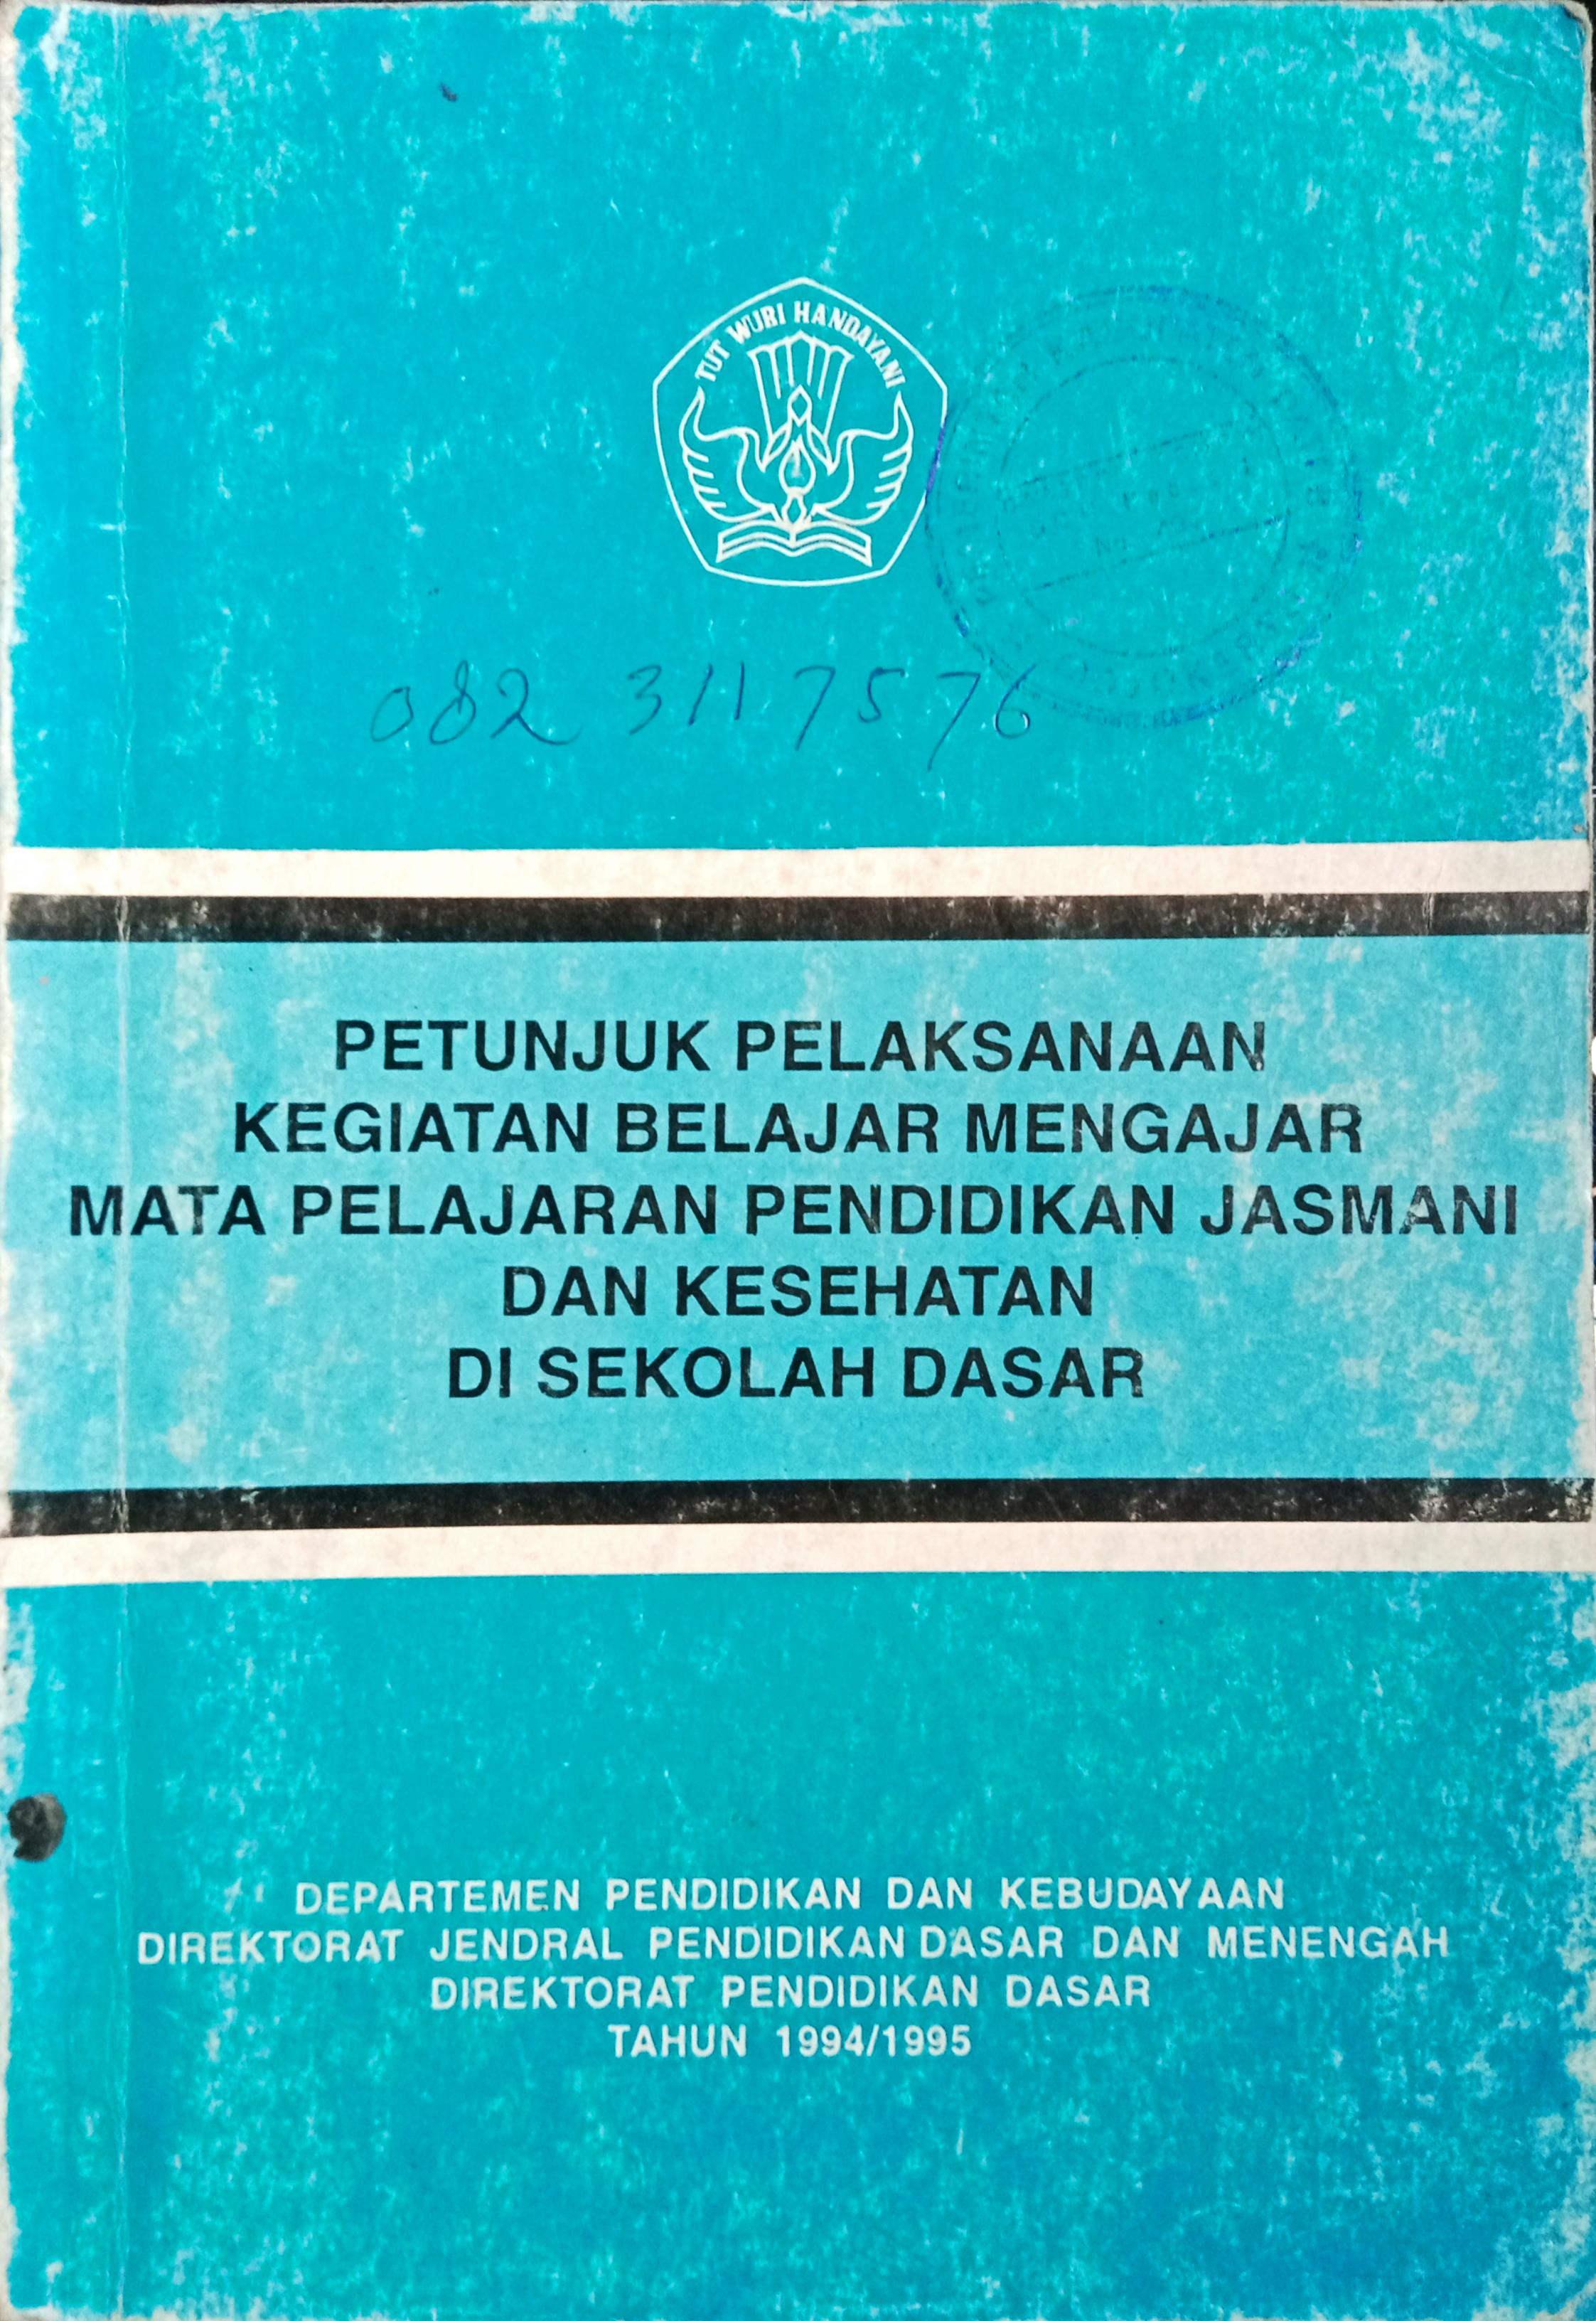 TUT WURI HANDAYANI
082 3117576
PETUNJUK PELAKSANAAN
KEGIATAN BELAJAR MENGAJAR
MATA PELAJARAN PENDIDIKAN JASMANI
DAN KESEHATAN
DI SEKOLAH DASAR
DEPARTEMEN PENDIDIKAN DAN KEBUDAYAAN
DIREKTORAT JENDRAL PENDIDIKAN DASAR DAN MENENGAH
DIREKTORAT PENDIDIKAN DASAR
TAHUN 1994/1995